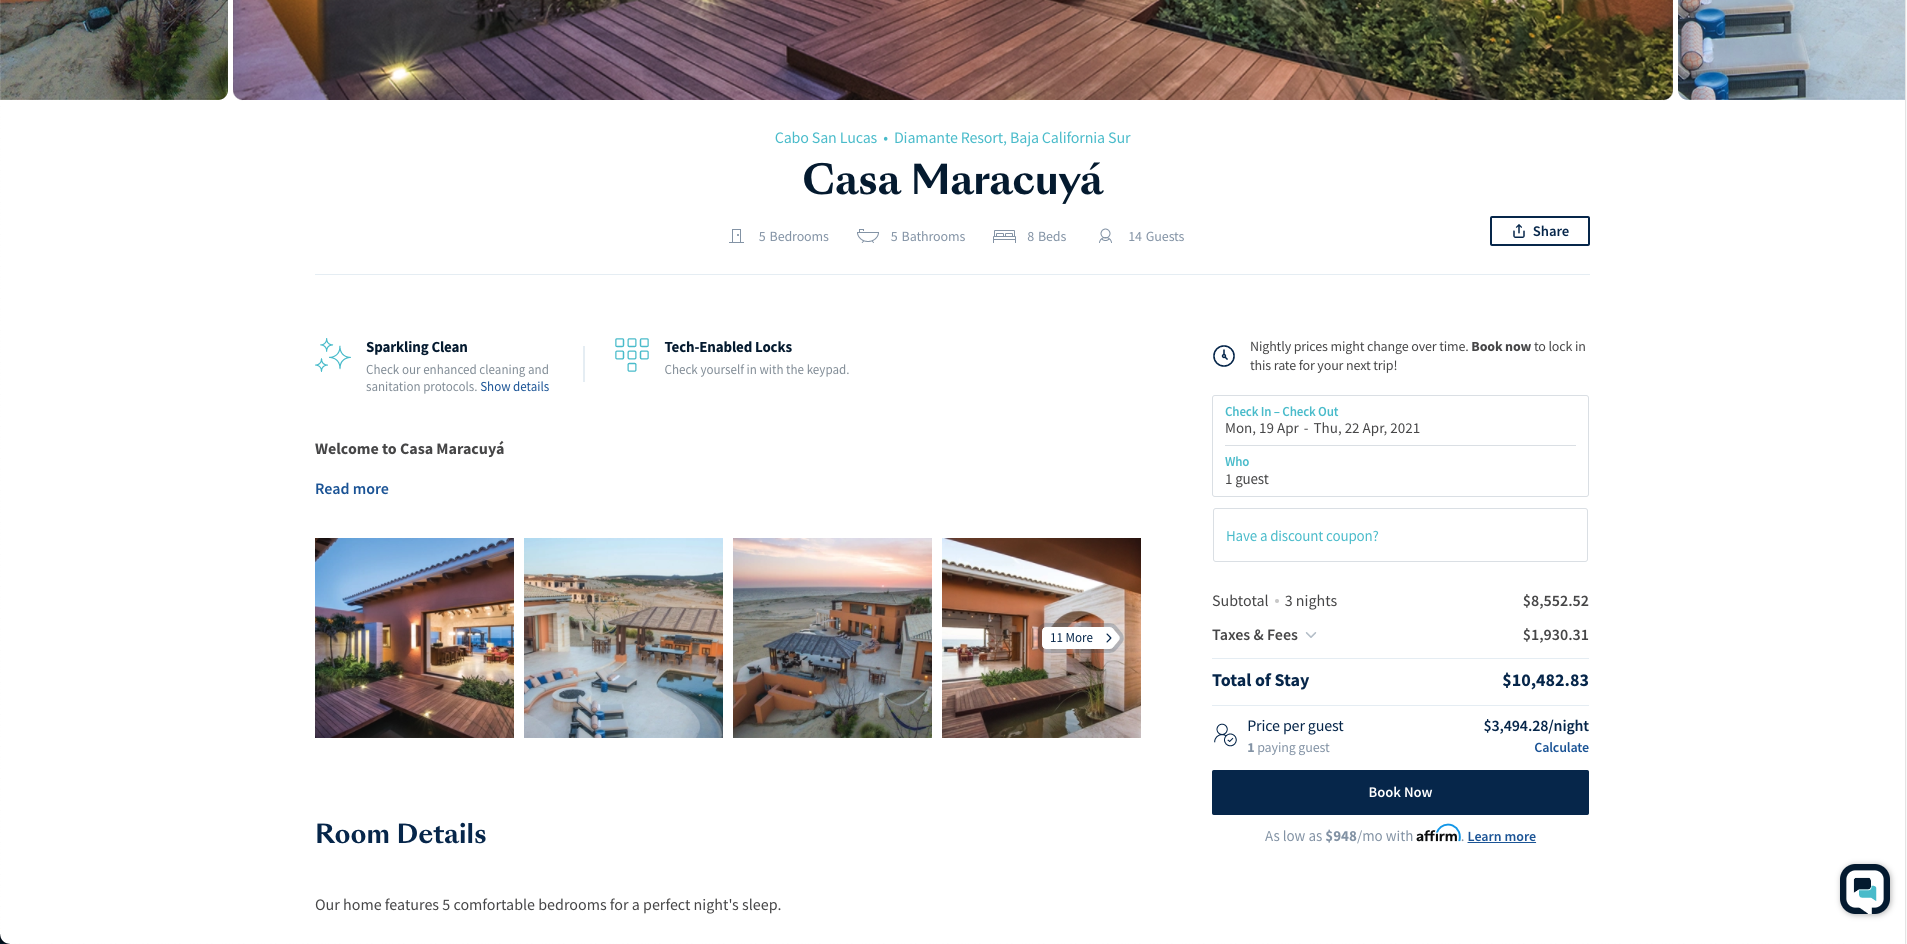 Cabo San Lucas • Diamante Resort, Baja California Sur
Casa Maracuyá
5 Bedrooms
5 Bathrooms
8 Beds
14 Guests
Share
Sparkling Clean
Check our enhanced cleaning and
sanitation protocols. Show details
Tech-Enabled Locks
Check yourself in with the keypad.
Welcome to Casa Maracuyá
Read more
11 More
Room Details
Our home features 5 comfortable bedrooms for a perfect night's sleep.
Nightly prices might change over time. Book now to lock in
this rate for your next trip!
Check In – Check Out
Mon, 19 Apr - Thu, 22 Apr, 2021
Who
1 guest
Have a discount coupon?
Subtotal • 3 nights $8,552.52
Taxes & Fees $1,930.31
Total of Stay $10,482.83
Price per guest $3,494.28/night
1 paying guest Calculate
Book Now
As low as $948/mo with affirm. Learn more